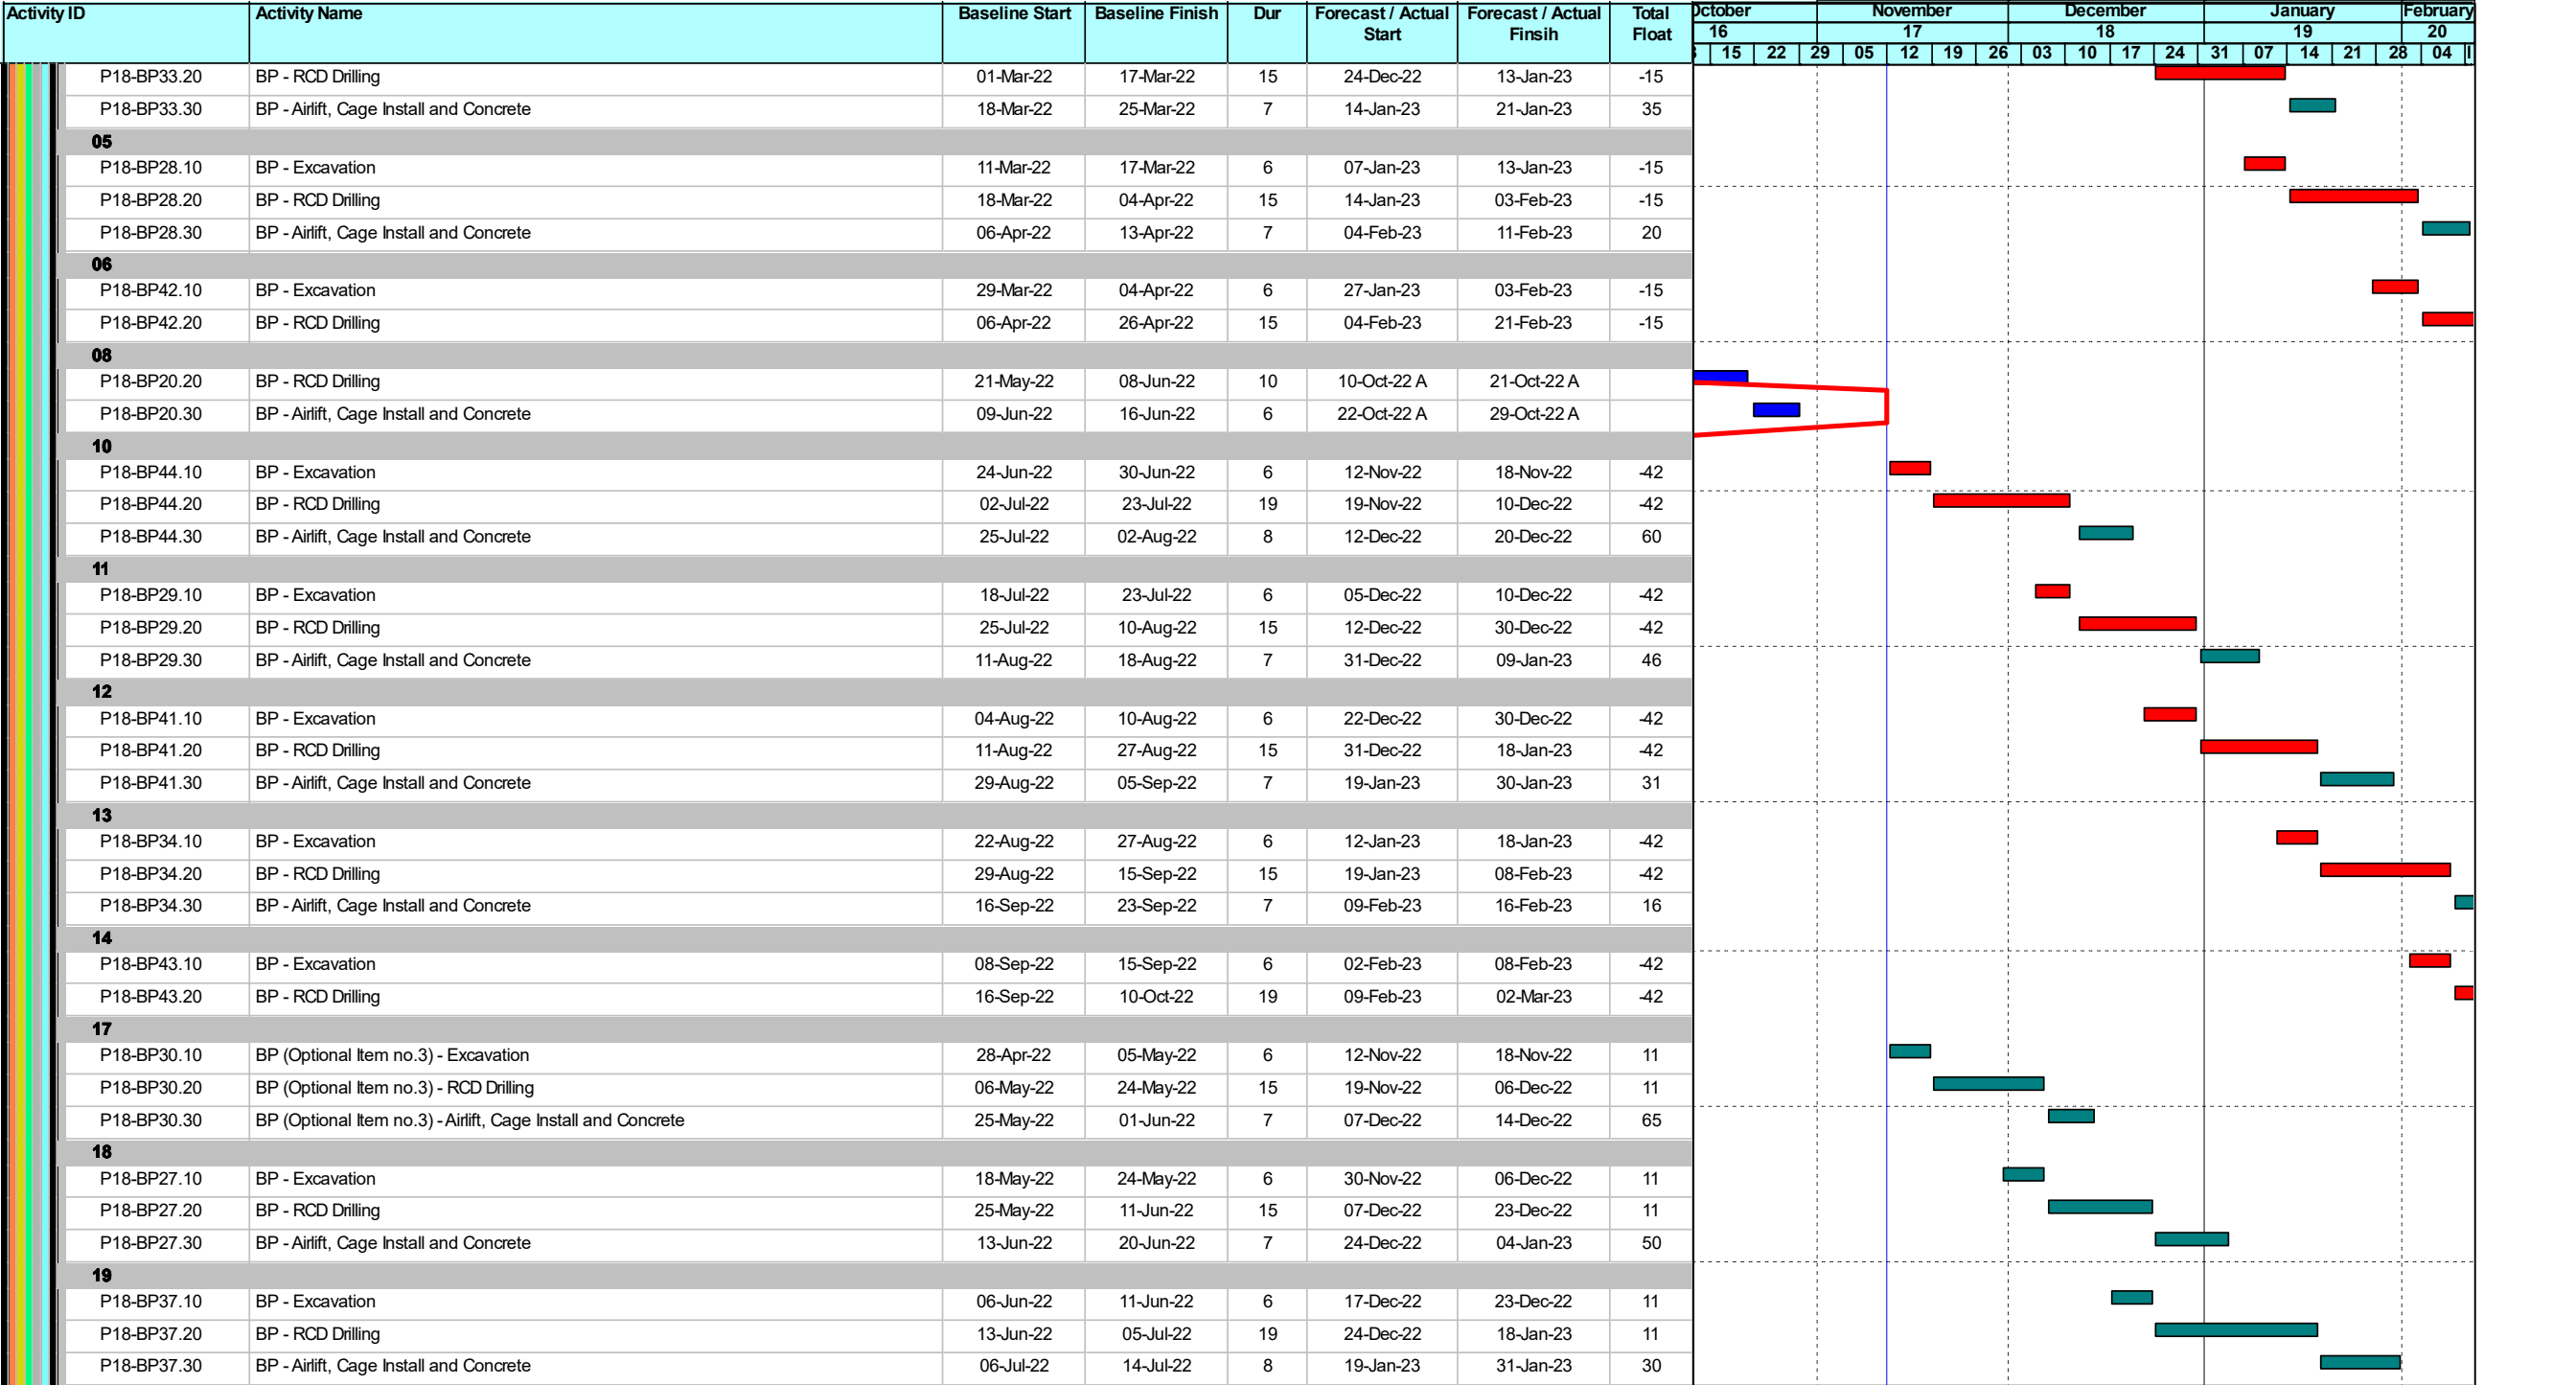 Activity ID Activity Name Baseline Start Baseline Finish Dur Forecast / Actual Start Forecast / Actual Finsih Total Float
October November December January February
16 17 18 19 20
15 22 29 05 12 19 26 03 10 17 24 31 07 14 21 28 04
P18-BP33.20 BP - RCD Drilling 01-Mar-22 17-Mar-22 15 24-Dec-22 13-Jan-23 -15
P18-BP33.30 BP - Airlift, Cage Install and Concrete 18-Mar-22 25-Mar-22 7 14-Jan-23 21-Jan-23 35
05
P18-BP28.10 BP - Excavation 11-Mar-22 17-Mar-22 6 07-Jan-23 13-Jan-23 -15
P18-BP28.20 BP - RCD Drilling 18-Mar-22 04-Apr-22 15 14-Jan-23 03-Feb-23 -15
P18-BP28.30 BP - Airlift, Cage Install and Concrete 06-Apr-22 13-Apr-22 7 04-Feb-23 11-Feb-23 20
06
P18-BP42.10 BP - Excavation 29-Mar-22 04-Apr-22 6 27-Jan-23 03-Feb-23 -15
P18-BP42.20 BP - RCD Drilling 06-Apr-22 26-Apr-22 15 04-Feb-23 21-Feb-23 -15
08
P18-BP20.20 BP - RCD Drilling 21-May-22 08-Jun-22 10 10-Oct-22 A 21-Oct-22 A
P18-BP20.30 BP - Airlift, Cage Install and Concrete 09-Jun-22 16-Jun-22 6 22-Oct-22 A 29-Oct-22 A
10
P18-BP44.10 BP - Excavation 24-Jun-22 30-Jun-22 6 12-Nov-22 18-Nov-22 -42
P18-BP44.20 BP - RCD Drilling 02-Jul-22 23-Jul-22 19 19-Nov-22 10-Dec-22 -42
P18-BP44.30 BP - Airlift, Cage Install and Concrete 25-Jul-22 02-Aug-22 8 12-Dec-22 20-Dec-22 60
11
P18-BP29.10 BP - Excavation 18-Jul-22 23-Jul-22 6 05-Dec-22 10-Dec-22 -42
P18-BP29.20 BP - RCD Drilling 25-Jul-22 10-Aug-22 15 12-Dec-22 30-Dec-22 -42
P18-BP29.30 BP - Airlift, Cage Install and Concrete 11-Aug-22 18-Aug-22 7 31-Dec-22 09-Jan-23 46
12
P18-BP41.10 BP - Excavation 04-Aug-22 10-Aug-22 6 22-Dec-22 30-Dec-22 -42
P18-BP41.20 BP - RCD Drilling 11-Aug-22 27-Aug-22 15 31-Dec-22 18-Jan-23 -42
P18-BP41.30 BP - Airlift, Cage Install and Concrete 29-Aug-22 05-Sep-22 7 19-Jan-23 30-Jan-23 31
13
P18-BP34.10 BP - Excavation 22-Aug-22 27-Aug-22 6 12-Jan-23 18-Jan-23 -42
P18-BP34.20 BP - RCD Drilling 29-Aug-22 15-Sep-22 15 19-Jan-23 08-Feb-23 -42
P18-BP34.30 BP - Airlift, Cage Install and Concrete 16-Sep-22 23-Sep-22 7 09-Feb-23 16-Feb-23 16
14
P18-BP43.10 BP - Excavation 08-Sep-22 15-Sep-22 6 02-Feb-23 08-Feb-23 -42
P18-BP43.20 BP - RCD Drilling 16-Sep-22 10-Oct-22 19 09-Feb-23 02-Mar-23 -42
17
P18-BP30.10 BP (Optional Item no.3) - Excavation 28-Apr-22 05-May-22 6 12-Nov-22 18-Nov-22 11
P18-BP30.20 BP (Optional Item no.3) - RCD Drilling 06-May-22 24-May-22 15 19-Nov-22 06-Dec-22 11
P18-BP30.30 BP (Optional Item no.3) - Airlift, Cage Install and Concrete 25-May-22 01-Jun-22 7 07-Dec-22 14-Dec-22 65
18
P18-BP27.10 BP - Excavation 18-May-22 24-May-22 6 30-Nov-22 06-Dec-22 11
P18-BP27.20 BP - RCD Drilling 25-May-22 11-Jun-22 15 07-Dec-22 23-Dec-22 11
P18-BP27.30 BP - Airlift, Cage Install and Concrete 13-Jun-22 20-Jun-22 7 24-Dec-22 04-Jan-23 50
19
P18-BP37.10 BP - Excavation 06-Jun-22 11-Jun-22 6 17-Dec-22 23-Dec-22 11
P18-BP37.20 BP - RCD Drilling 13-Jun-22 05-Jul-22 19 24-Dec-22 18-Jan-23 11
P18-BP37.30 BP - Airlift, Cage Install and Concrete 06-Jul-22 14-Jul-22 8 19-Jan-23 31-Jan-23 30